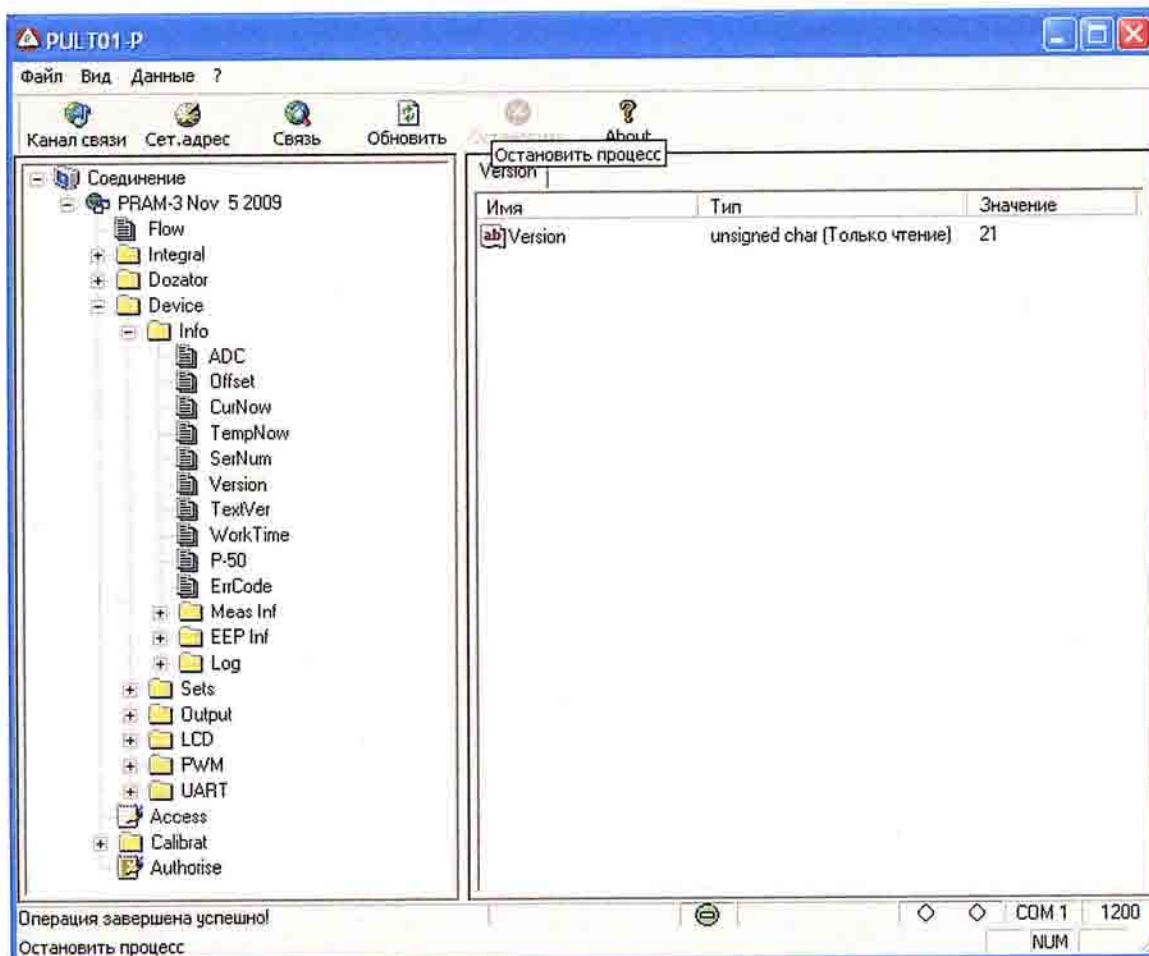 PULT01-P
Файл Вид Данные ?
Канал связи Сет.адрес Связь Обновить About
Остановить процесс
Version
Соединение
PRAM-3 Nov 5 2009
Flow
Integral
Dozator
Device
Info
ADC
Offset
CurNow
TempNow
SerNum
Version
TextVer
WorkTime
P-50
ErrCode
Meas Inf
EEP Inf
Log
Sets
Output
LCD
PWM
UART
Access
Calibrat
Authorise
Имя Тип Значение
Version unsigned char (Только чтение) 21
Операция завершена успешно! COM 1 1200
Остановить процесс NUM